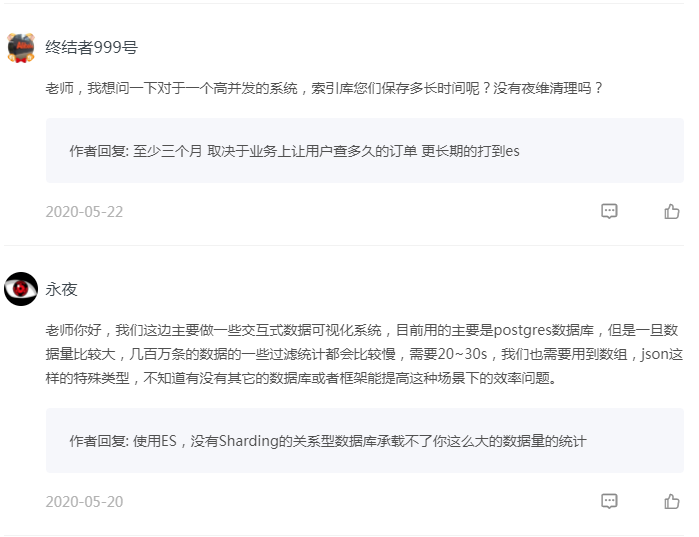 终结者999号
老师，我想问一下对于一个高并发的系统，索引库您们保存多长时间呢？没有夜维清理吗？
作者回复: 至少三个月 取决于业务上让用户查多久的订单 更长期的打到es
2020-05-22
永夜
老师你好，我们这边主要做一些交互式数据可视化系统，目前用的主要是postgres数据库，但是一旦数
据量比较大，几百万条的数据的一些过滤统计都会比较慢，需要20~30s，我们也需要用到数组，json这
样的特殊类型，不知道有没有其它的数据库或者框架能提高这种场景下的效率问题。
作者回复: 使用ES，没有Sharding的关系型数据库承载不了你这么大的数据量的统计
2020-05-20